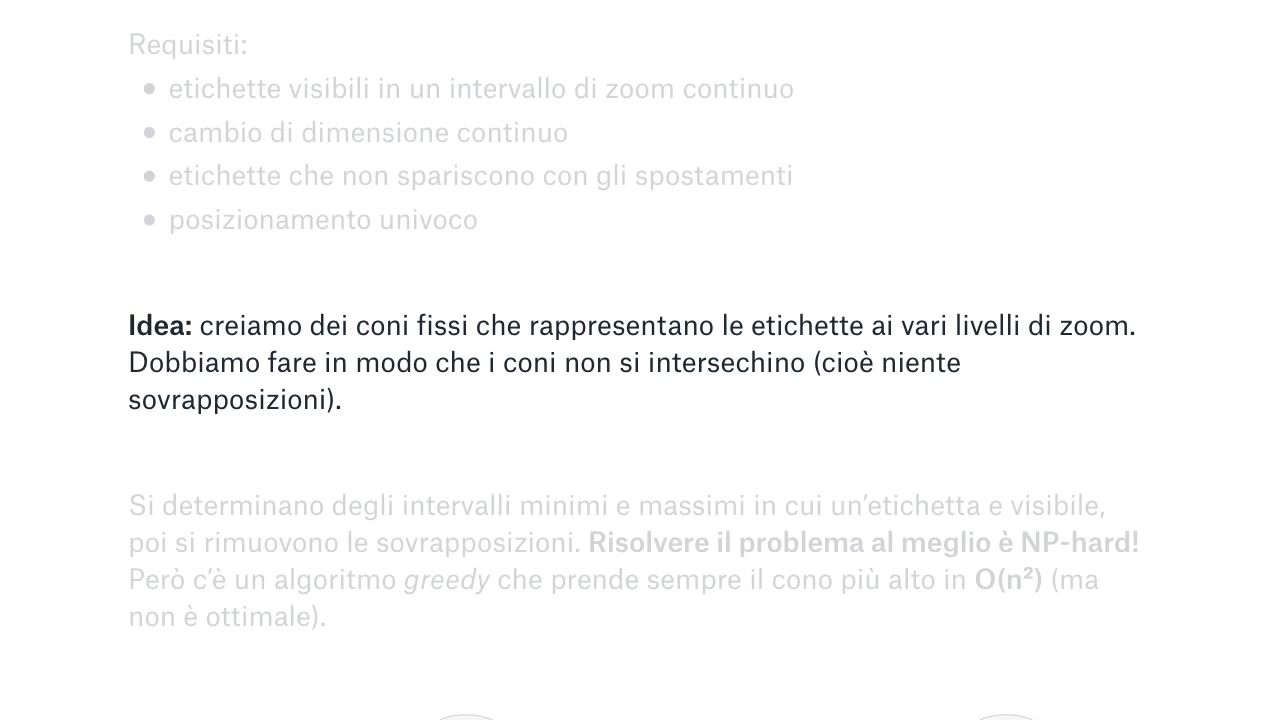 Requisiti:
• etichette visibili in un intervallo di zoom continuo
• cambio di dimensione continuo
• etichette che non spariscono con gli spostamenti
• posizionamento univoco
Idea: creiamo dei coni fissi che rappresentano le etichette ai vari livelli di zoom.
Dobbiamo fare in modo che i coni non si intersechino (cioè niente
sovrapposizioni).
Si determinano degli intervalli minimi e massimi in cui un’etichetta e visibile,
poi si rimuovono le sovrapposizioni. Risolvere il problema al meglio è NP-hard!
Però c’è un algoritmo greedy che prende sempre il cono più alto in O(n²) (ma
non è ottimale).